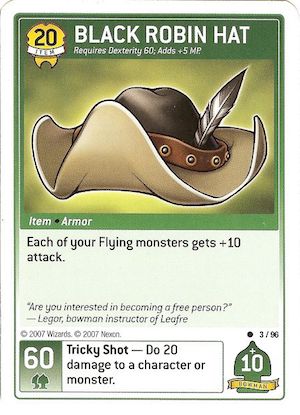 20
ITEM
BLACK ROBIN HAT
Requires Dexterity 60; Adds +5 MP.
Item • Armor
Each of your Flying monsters gets +10
attack.
"Are you interested in becoming a free person?"
— Legor, bowman instructor of Leafre
© 2007 Wizards. © 2007 Nexon.
● 3 / 96
60
Tricky Shot — Do 20
damage to a character or
monster.
10
BOWMAN